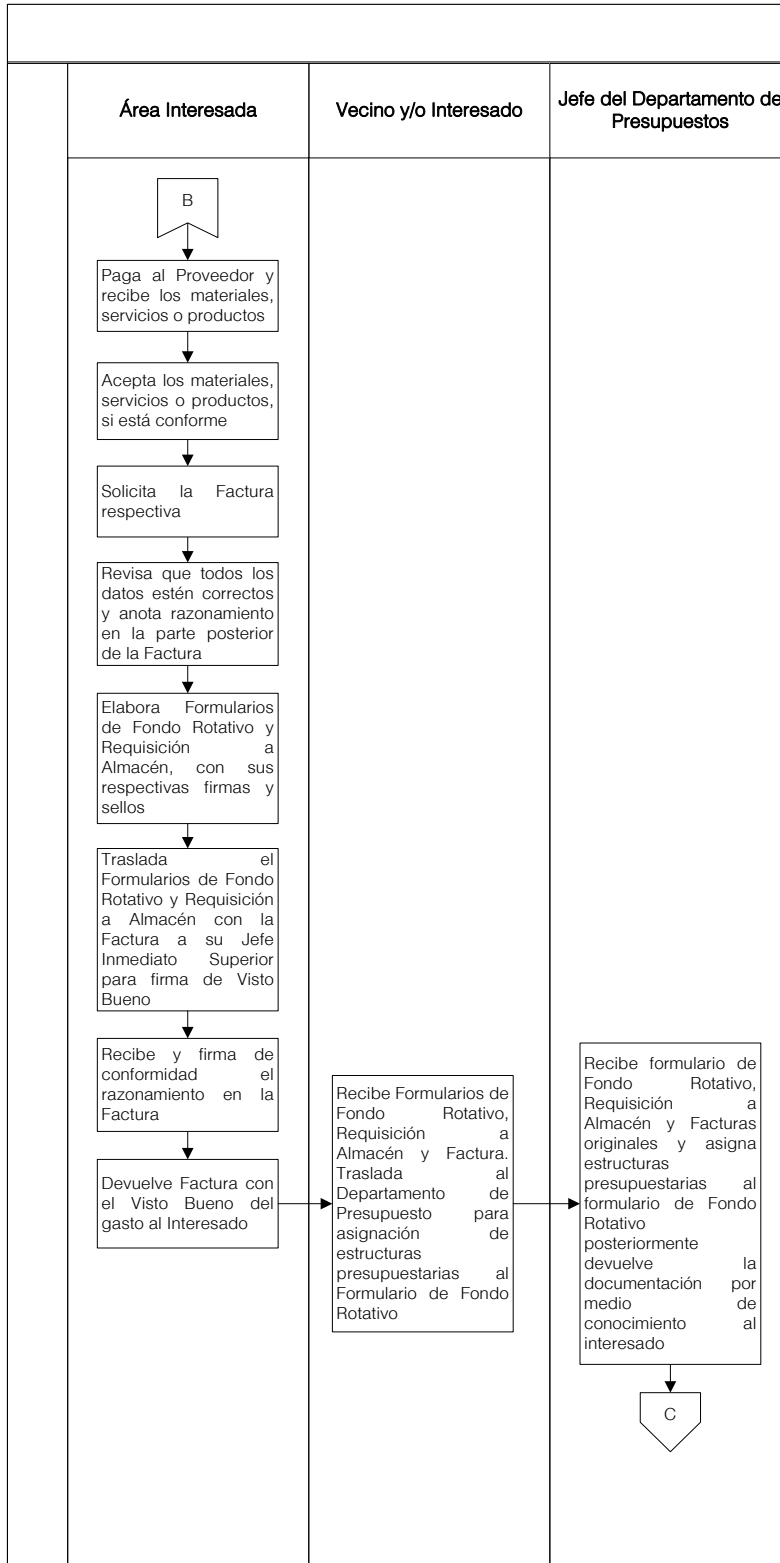 Área Interesada
Vecino y/o Interesado
Jefe del Departamento de
Presupuestos
B
Paga al Proveedor y
recibe los materiales,
servicios o productos
Acepta los materiales,
servicios o productos,
si está conforme
Solicita la Factura
respectiva
Revisa que todos los
datos estén correctos
y anota razonamiento
en la parte posterior
de la Factura
Elabora Formularios
de Fondo Rotativo y
Requisición a
Almacén, con sus
respectivas firmas y
sellos
Traslada el
Formularios de Fondo
Rotativo y Requisición
a Almacén con la
Factura a su Jefe
Inmediato Superior
para firma de Visto
Bueno
Recibe y firma de
conformidad el
razonamiento en la
Factura
Devuelve Factura con
el Visto Bueno del
gasto al Interesado
Recibe Formularios de
Fondo Rotativo,
Requisición a
Almacén y Factura.
Traslada al
Departamento de
Presupuesto para
asignación de
estructuras
presupuestarias al
Formulario de Fondo
Rotativo
Recibe formulario de
Fondo Rotativo,
Requisición a
Almacén y Facturas
originales y asigna
estructuras
presupuestarias al
formulario de Fondo
Rotativo
posteriormente
devuelve la
documentación por
medio de
conocimiento al
interesado
C